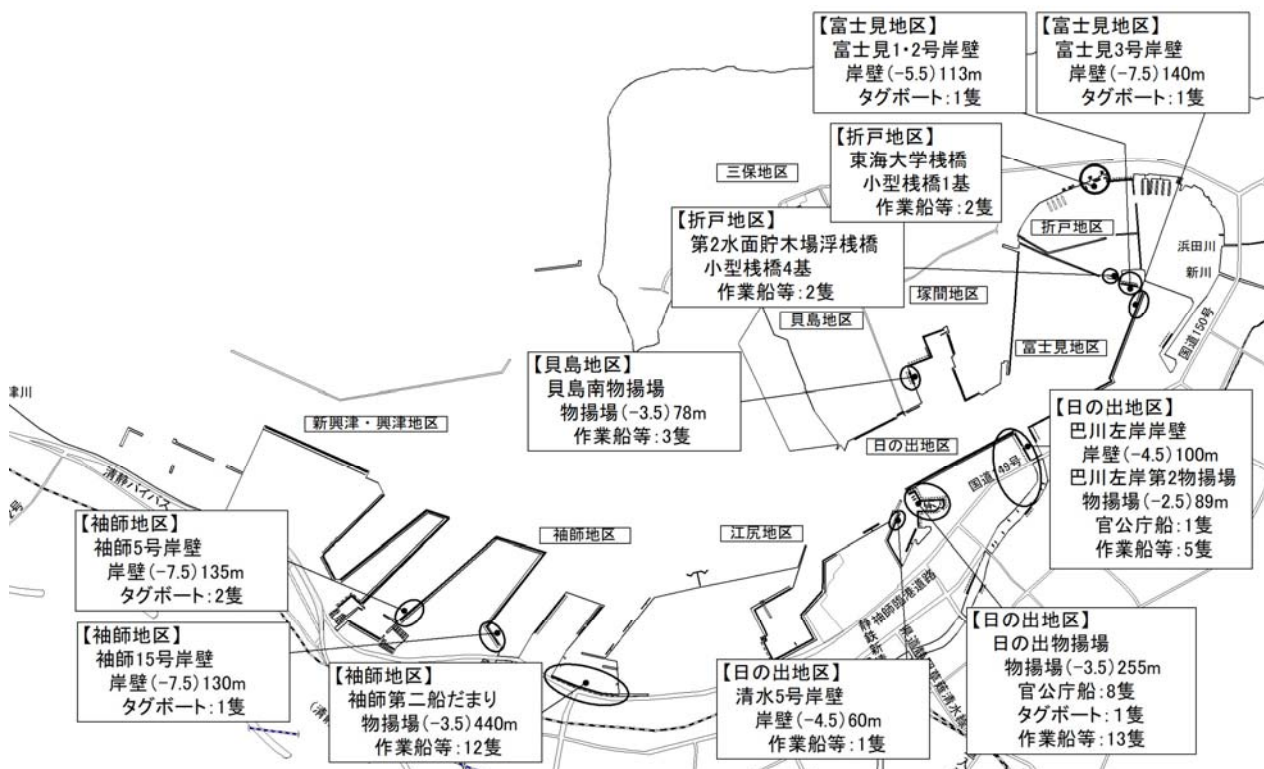 【富士見地区】
富士見1・2号岸壁
岸壁(-5.5)113m
タグボート:1隻
【富士見地区】
富士見3号岸壁
岸壁(-7.5)140m
タグボート:1隻
【折戸地区】
東海大学桟橋
小型桟橋1基
作業船等:2隻
三保地区
【折戸地区】
第2水面貯木場浮桟橋
小型桟橋4基
作業船等:2隻
折戸地区
浜田川
新川
塚間地区
貝島地区
国道150号
富士見地区
【貝島地区】
貝島南物揚場
物揚場(-3.5)78m
作業船等:3隻
津川
新興津・興津地区
日の出地区
国道149号
【日の出地区】
巴川左岸岸壁
岸壁(-4.5)100m
巴川左岸第2物揚場
物揚場(-2.5)89m
官公庁船:1隻
作業船等:5隻
清静バイパス
【袖師地区】
袖師5号岸壁
岸壁(-7.5)135m
タグボート:2隻
袖師地区
江尻地区
袖師臨港道路
【袖師地区】
袖師15号岸壁
岸壁(-7.5)130m
タグボート:1隻
【袖師地区】
袖師第二船だまり
物揚場(-3.5)440m
作業船等:12隻
【日の出地区】
清水5号岸壁
岸壁(-4.5)60m
作業船等:1隻
【日の出地区】
日の出物揚場
物揚場(-3.5)255m
官公庁船:8隻
タグボート:1隻
作業船等:13隻